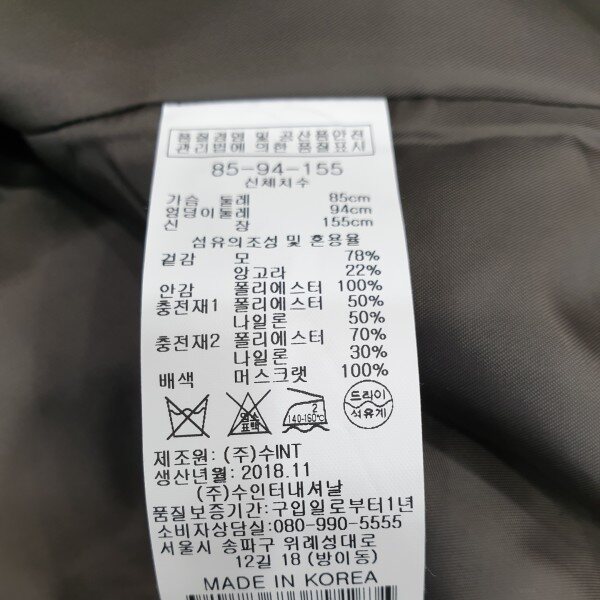 품질경영 및 공산품안전
관리법에 의한 품질표시
85-94-155
신체치수
가슴 둘레 85cm
엉덩이둘레 94cm
신 장 155cm
섬유의조성 및 혼용율
겉감 모 78%
앙고라 22%
안감 폴리에스터 100%
충전재1 폴리에스터 50%
나일론 50%
충전재2 폴리에스터 70%
나일론 30%
배색 머스크랫 100%
염소 표백
2
140-160℃
드라이
석유계
제조원: (주)수INT
생산년월: 2018.11
(주)수인터내셔날
품질보증기간: 구입일로부터1년
소비자상담실: 080-990-5555
서울시 송파구 위례성대로
12길 18 (방이동)
MADE IN KOREA